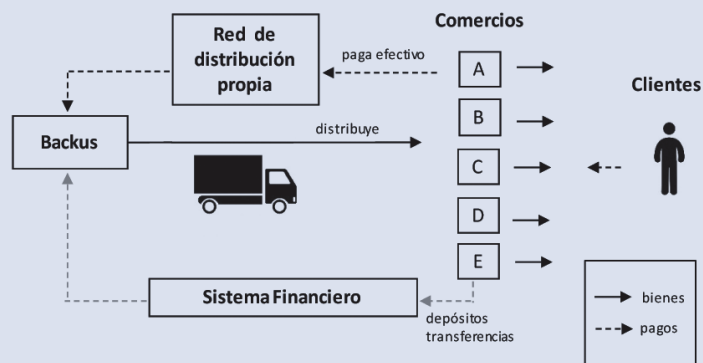 Comercios
Red de
distribución
propia
paga efectivo
A
Clientes
B
Backus
distribuye
C
D
E
Sistema Financiero
depósitos
transferencias
bienes
pagos